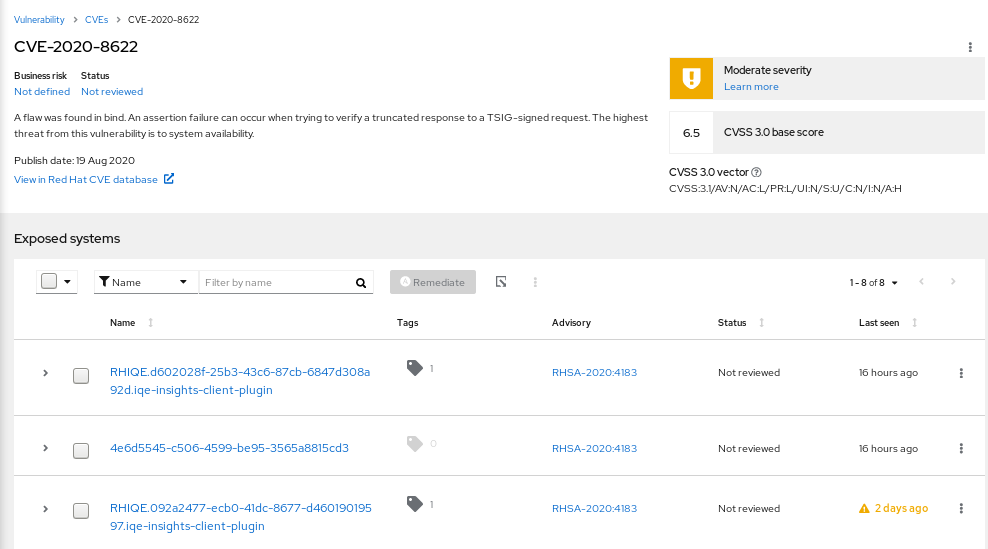 Vulnerability > CVEs > CVE-2020-8622
CVE-2020-8622
Business risk Status
Not defined Not reviewed
A flaw was found in bind. An assertion failure can occur when trying to verify a truncated response to a TSIG-signed request. The highest
threat from this vulnerability is to system availability.
Publish date: 19 Aug 2020
View in Red Hat CVE database
Moderate severity
Learn more
6.5 CVSS 3.0 base score
CVSS 3.0 vector
CVSS:3.1/AV:N/AC:L/PR:L/UI:N/S:U/C:N/I:N/A:H
Exposed systems
Name Filter by name Remediate 1 - 8 of 8
Name Tags Advisory Status Last seen
RHIQE.d602028f-25b3-43c6-87cb-6847d308a 1 RHSA-2020:4183 Not reviewed 16 hours ago
92d.iqe-insights-client-plugin
4e6d5545-c506-4599-be95-3565a8815cd3 0 RHSA-2020:4183 Not reviewed 16 hours ago
RHIQE.092a2477-ecb0-41dc-8677-d460190195 1 RHSA-2020:4183 Not reviewed 2 days ago
97.iqe-insights-client-plugin